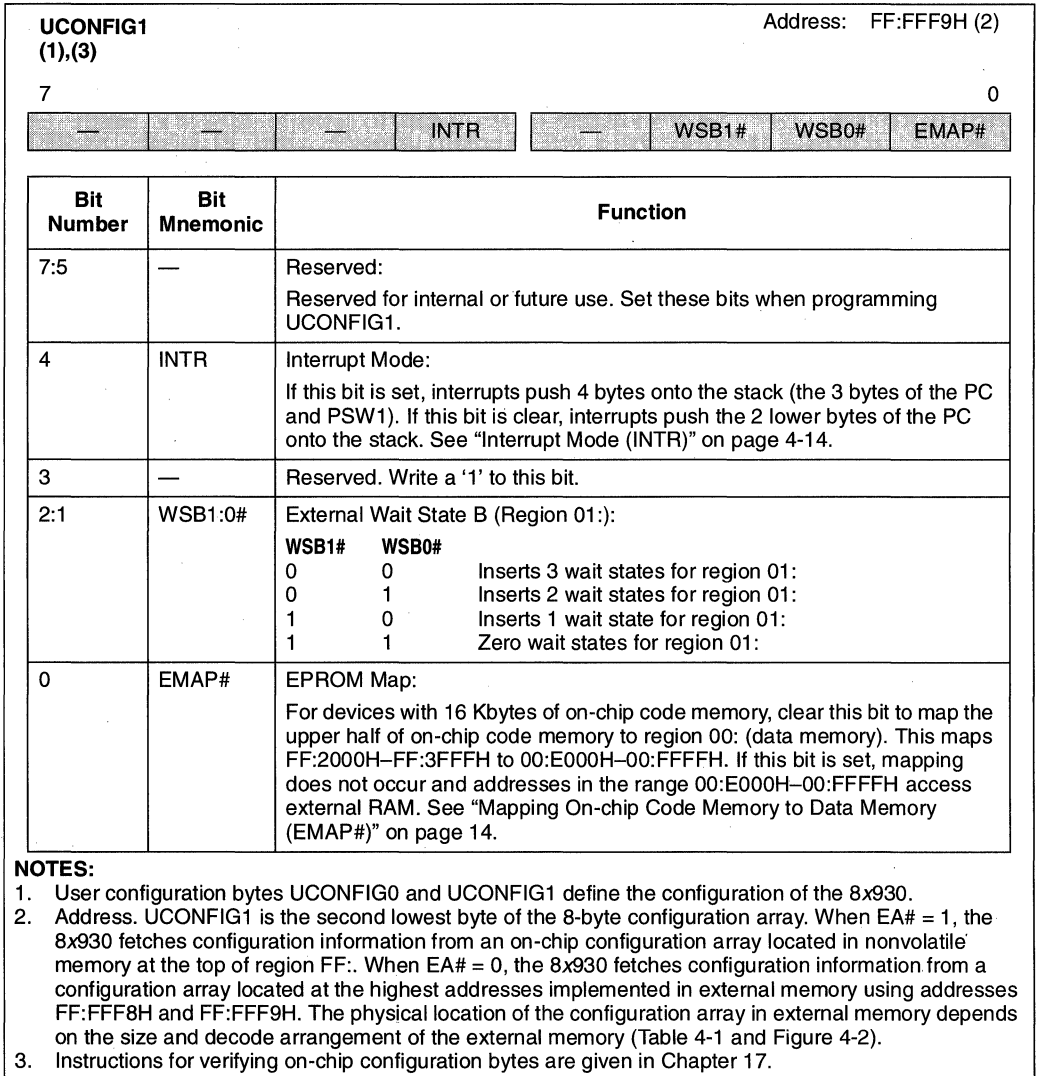 UCONFIG1 Address: FF:FFF9H (2)
(1),(3)
7 0
— — — INTR — WSB1# WSB0# EMAP#
Bit Number Bit Mnemonic Function
7:5 — Reserved:
Reserved for internal or future use. Set these bits when programming
UCONFIG1.
4 INTR Interrupt Mode:
If this bit is set, interrupts push 4 bytes onto the stack (the 3 bytes of the PC
and PSW1). If this bit is clear, interrupts push the 2 lower bytes of the PC
onto the stack. See “Interrupt Mode (INTR)” on page 4-14.
3 — Reserved. Write a ‘1’ to this bit.
2:1 WSB1:0# External Wait State B (Region 01:):
WSB1# WSB0#
0 0 Inserts 3 wait states for region 01:
0 1 Inserts 2 wait states for region 01:
1 0 Inserts 1 wait state for region 01:
1 1 Zero wait states for region 01:
0 EMAP# EPROM Map:
For devices with 16 Kbytes of on-chip code memory, clear this bit to map the
upper half of on-chip code memory to region 00: (data memory). This maps
FF:2000H–FF:3FFFH to 00:E000H–00:FFFFH. If this bit is set, mapping
does not occur and addresses in the range 00:E000H–00:FFFFH access
external RAM. See “Mapping On-chip Code Memory to Data Memory
(EMAP#)” on page 14.
NOTES:
1. User configuration bytes UCONFIG0 and UCONFIG1 define the configuration of the 8x930.
2. Address. UCONFIG1 is the second lowest byte of the 8-byte configuration array. When EA# = 1, the
8x930 fetches configuration information from an on-chip configuration array located in nonvolatile
memory at the top of region FF:. When EA# = 0, the 8x930 fetches configuration information from a
configuration array located at the highest addresses implemented in external memory using addresses
FF:FFF8H and FF:FFF9H. The physical location of the configuration array in external memory depends
on the size and decode arrangement of the external memory (Table 4-1 and Figure 4-2).
3. Instructions for verifying on-chip configuration bytes are given in Chapter 17.